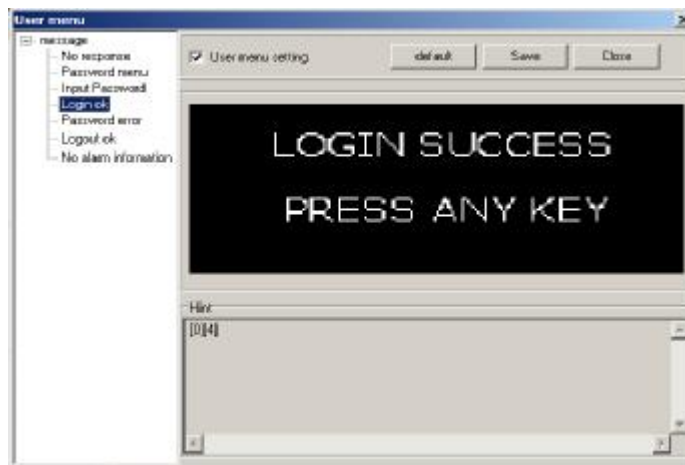 User menu
message
No response
Password menu
Input Password
Login ok
Password error
Logout ok
No alarm information
User menu setting
default
Save
Close
LOGIN SUCCESS
PRESS ANY KEY
Hint
[0][4]